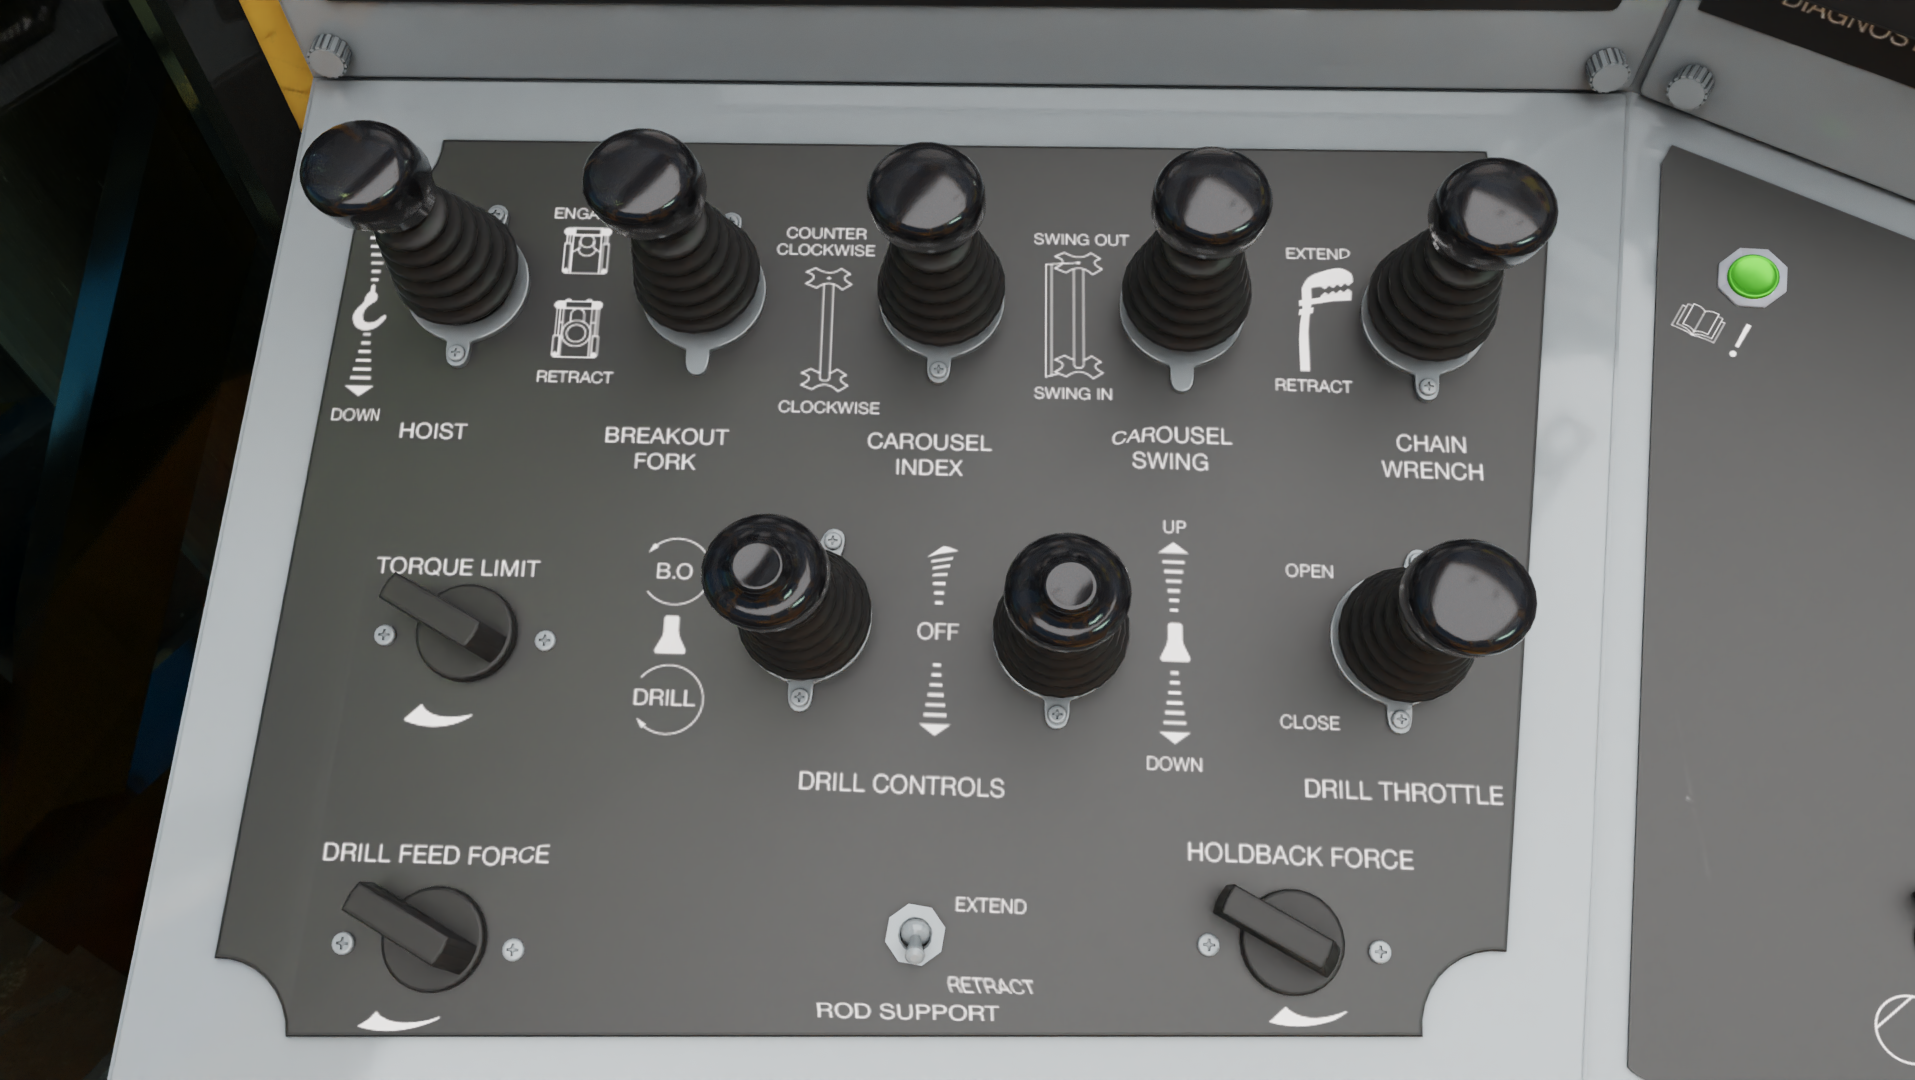 DIAGNOS
ENGA
COUNTER
CLOCKWISE
SWING OUT
EXTEND
RETRACT
CLOCKWISE
SWING IN
RETRACT
DOWN
HOIST
BREAKOUT
FORK
CAROUSEL
INDEX
CAROUSEL
SWING
CHAIN
WRENCH
UP
TORQUE LIMIT
B.O
OPEN
OFF
DRILL
CLOSE
DOWN
DRILL CONTROLS
DRILL THROTTLE
DRILL FEED FORCE
HOLDBACK FORCE
EXTEND
RETRACT
ROD SUPPORT